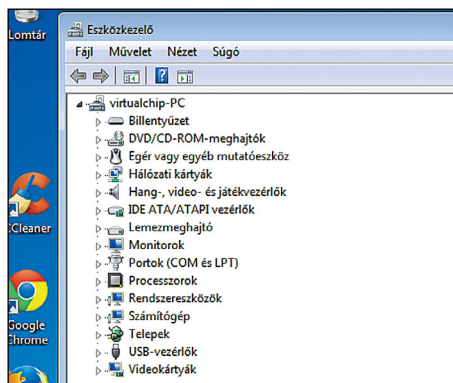 Lomtár
Eszközkezelő
Fájl Művelet Nézet Súgó
virtualchip-PC
Billentyűzet
DVD/CD-ROM-meghajtók
Egér vagy egyéb mutatóeszköz
Hálózati kártyák
Hang-, video- és játékvezérlők
IDE ATA/ATAPI vezérlők
Lemezmeghajtó
Monitorok
Portok (COM és LPT)
Processzorok
Rendszereszközök
Számítógép
Telepek
USB-vezérlők
Videokártyák
CCleaner
Google
Chrome